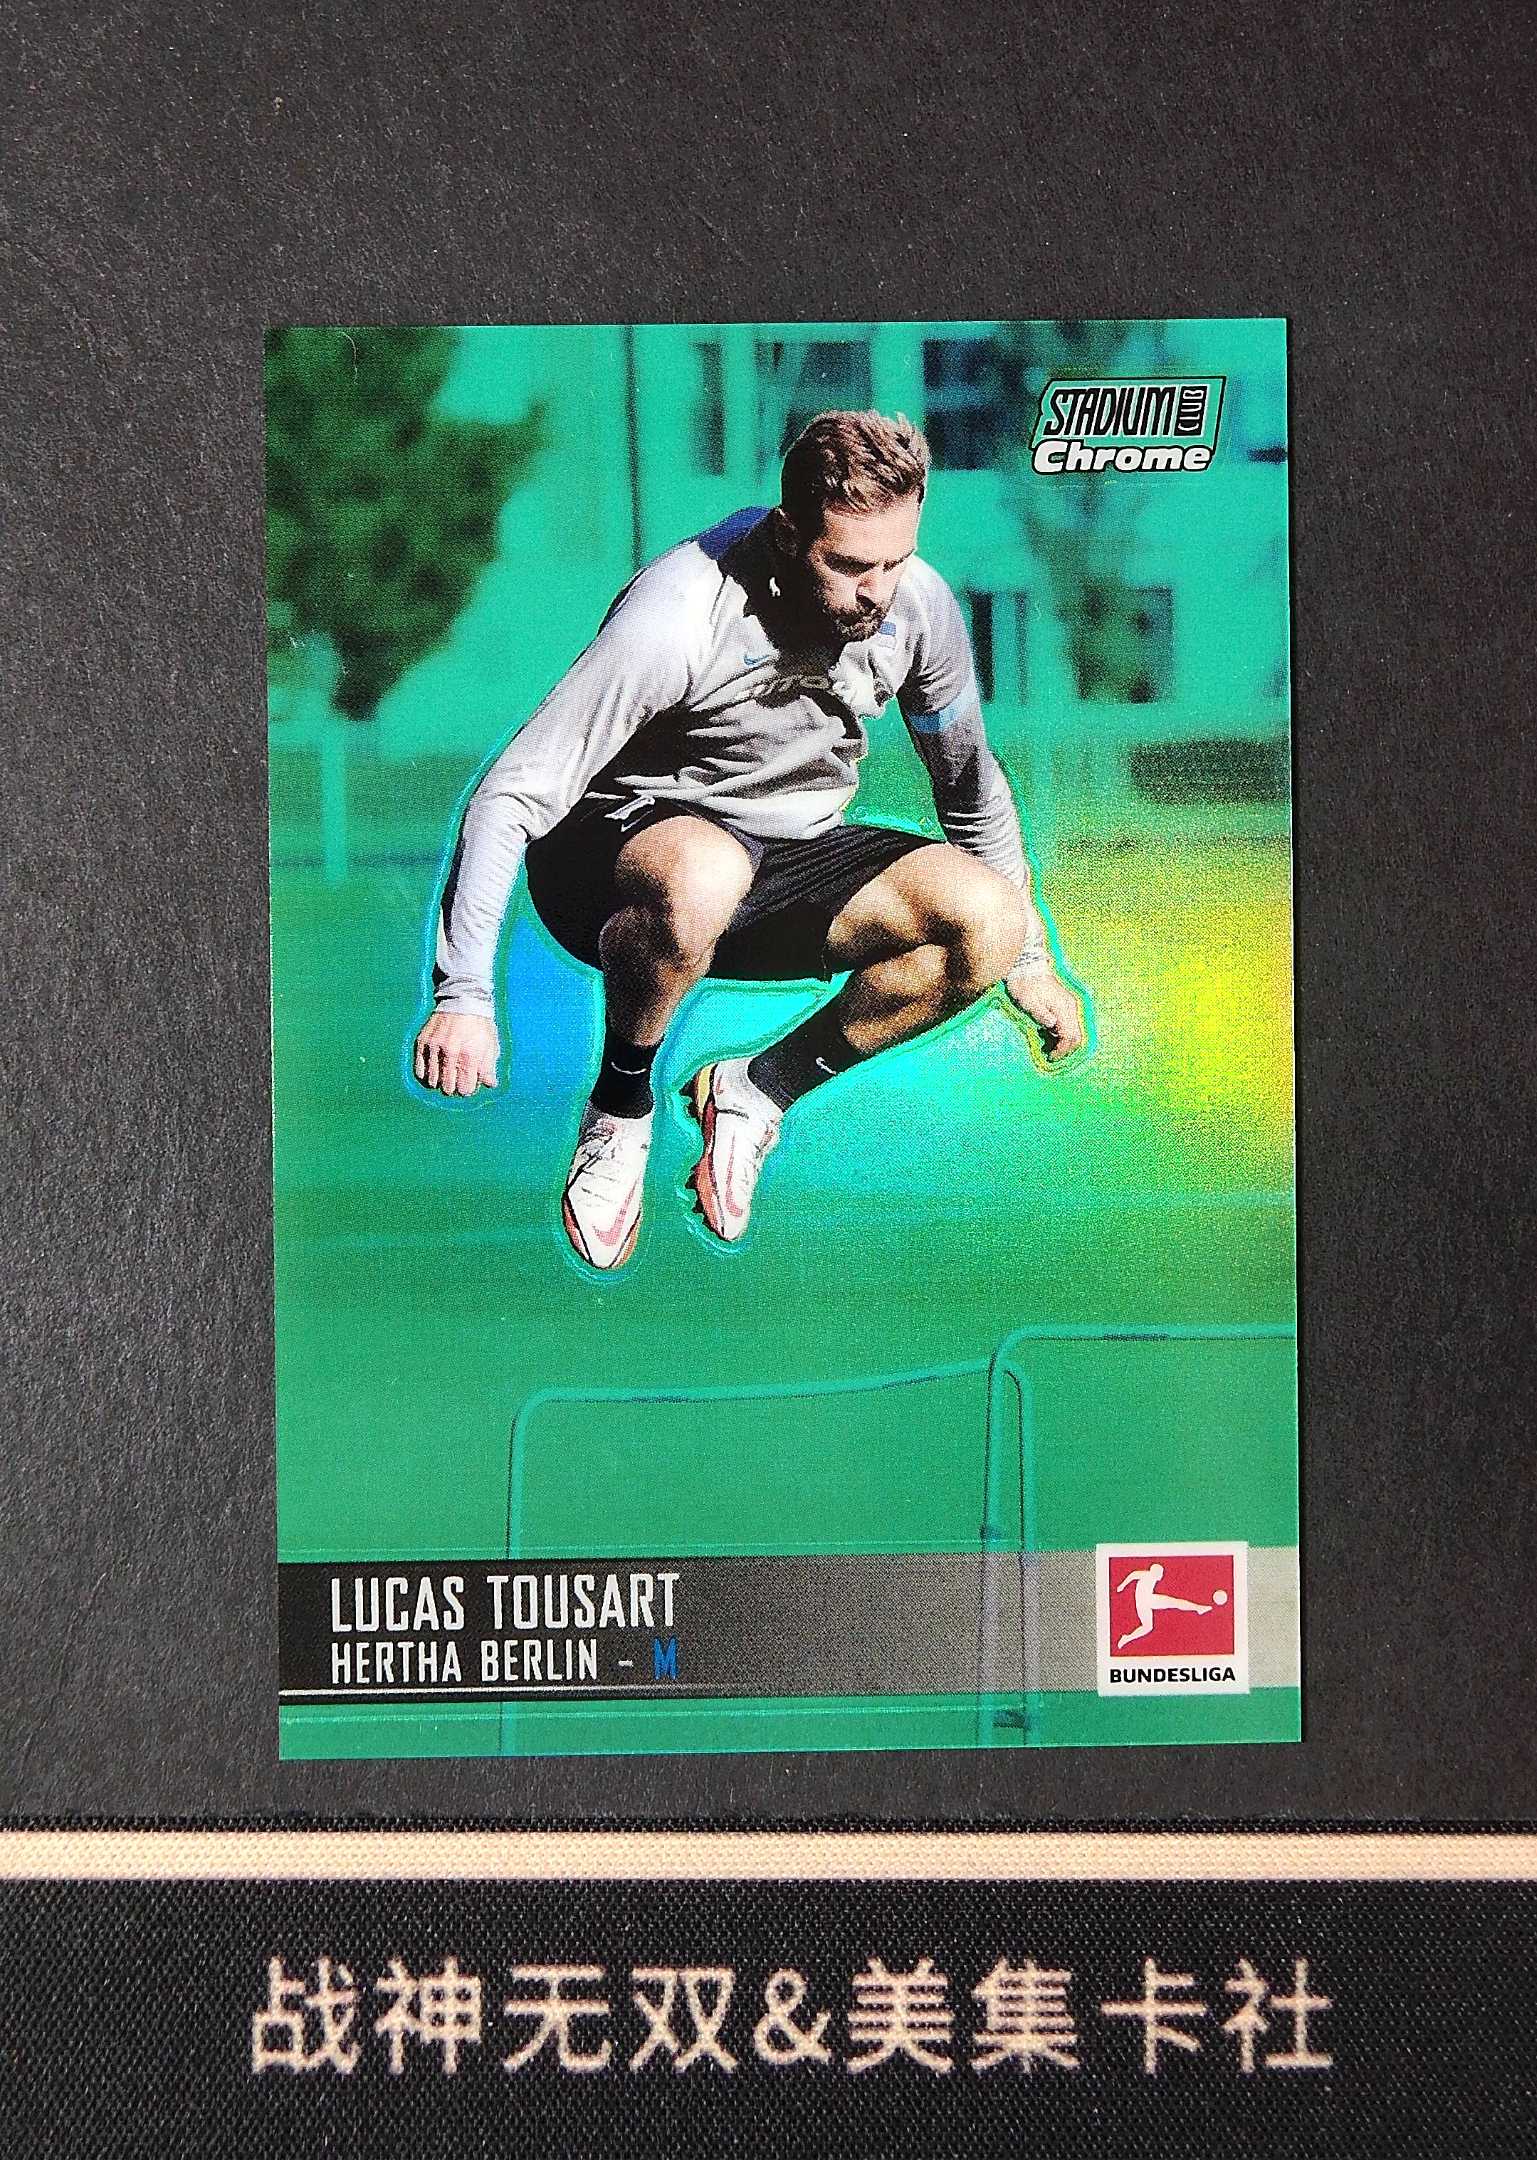 STADIUM CLUB
Chrome
LUCAS TOUSART
HERTHA BERLIN - M
BUNDESLIGA
战神无双&美集卡社